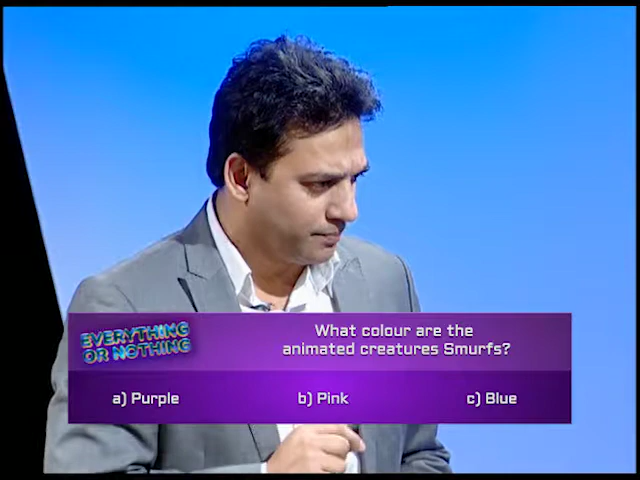 EVERYTHING
OR NOTHING
What colour are the
animated creatures Smurfs?
a) Purple b) Pink c) Blue